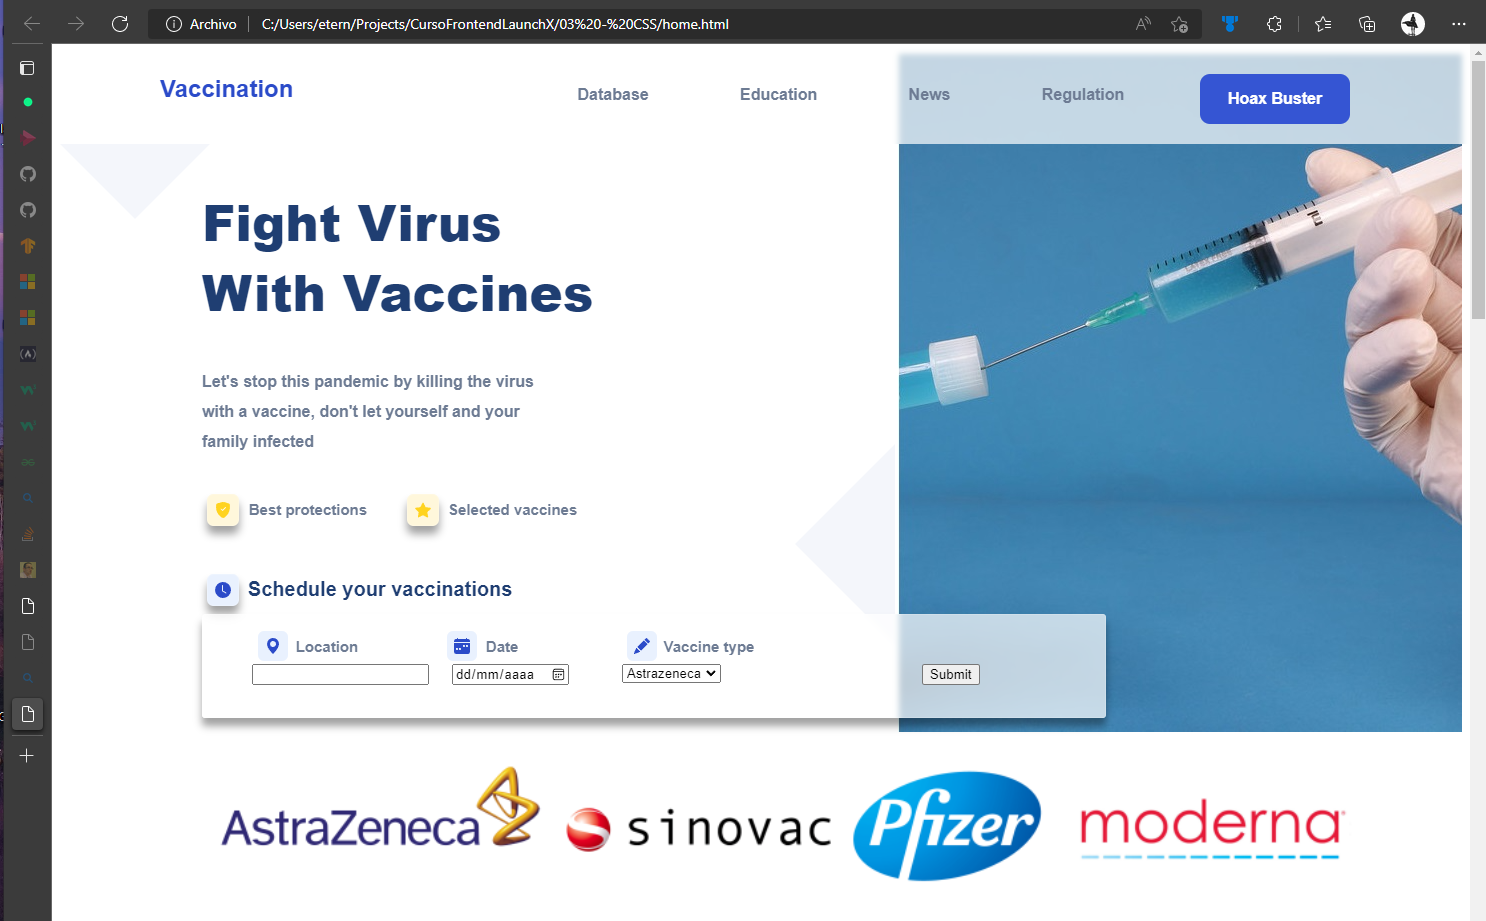 Archivo
C:/Users/etern/Projects/CursoFrontendLaunchX/03%20-%20CSS/home.html
Vaccination
Database
Education
News
Regulation
Hoax Buster
Fight Virus
With Vaccines
Let's stop this pandemic by killing the virus
with a vaccine, don't let yourself and your
family infected
Best protections
Selected vaccines
Schedule your vaccinations
Location
Date
Vaccine type
dd/mm/aaaa
Astrazeneca
Submit
AstraZeneca
sinovac
Pfizer
moderna